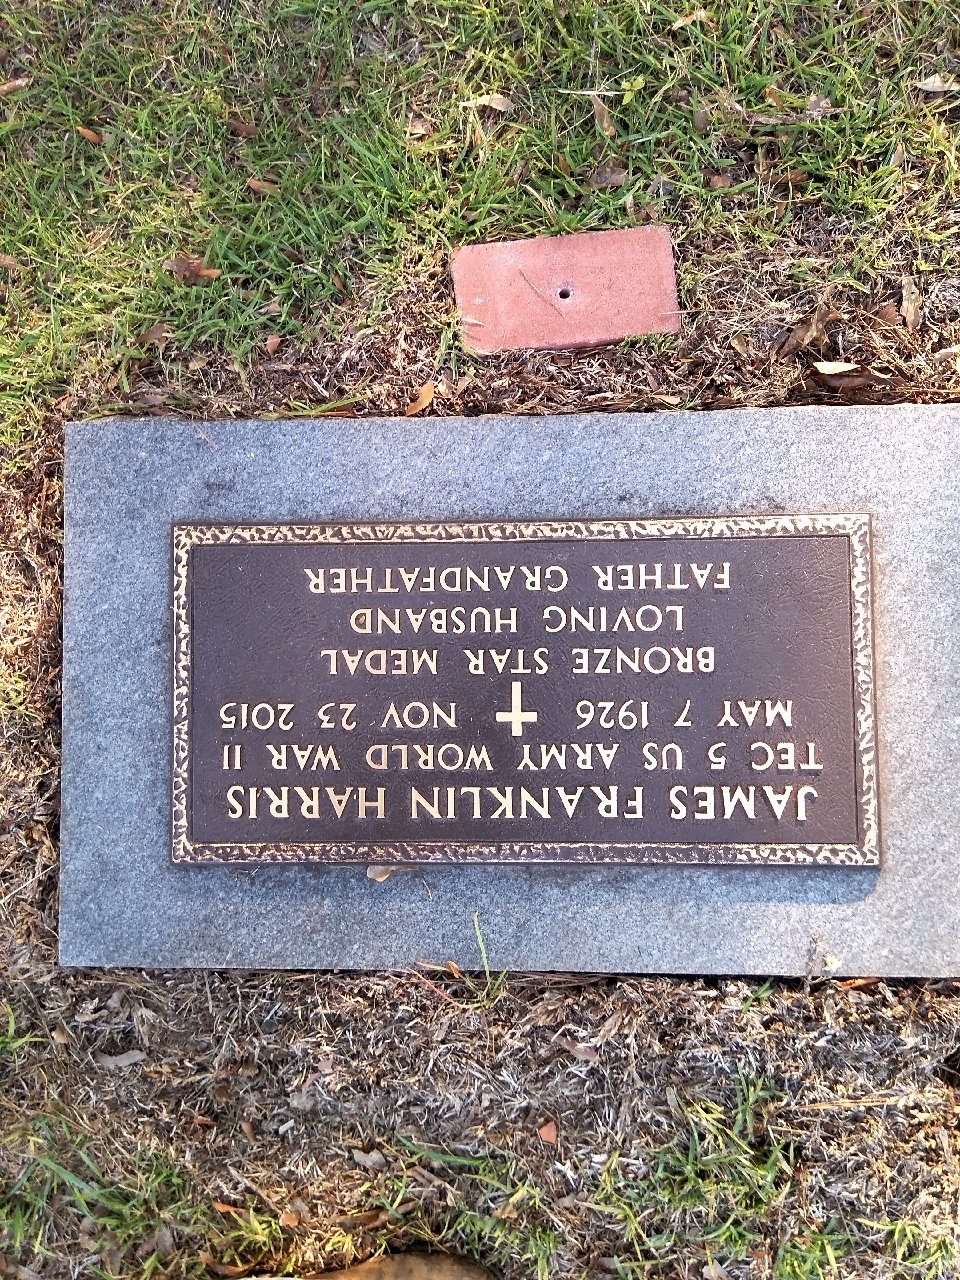 JAMES FRANKLIN HARRIS
TEC 5 US ARMY WORLD WAR II
MAY 7 1926 NOV 23 2015
BRONZE STAR MEDAL
LOVING HUSBAND
FATHER GRANDFATHER